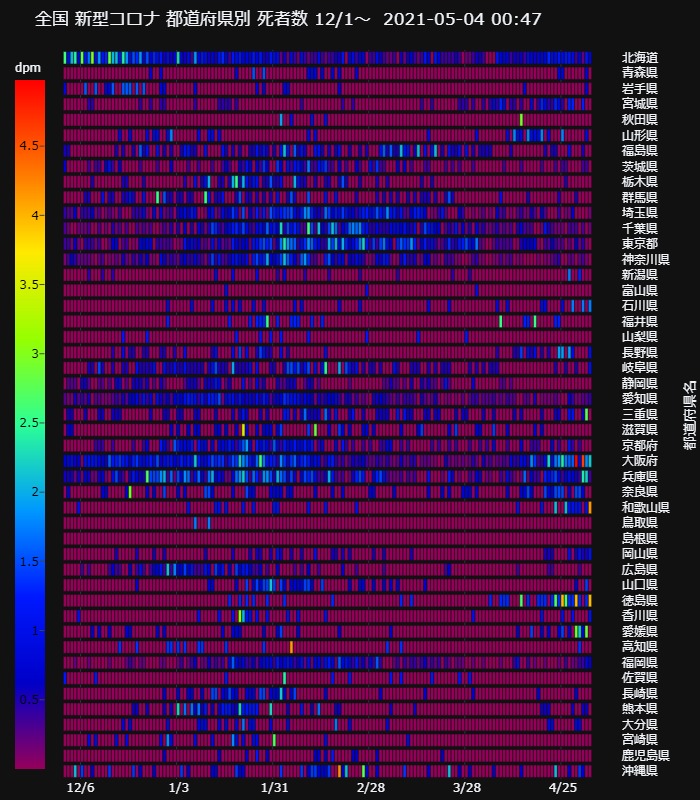 全国 新型コロナ 都道府県別 死者数 12/1～ 2021-05-04 00:47
dpm
4.5
4
3.5
3
2.5
2
1.5
1
0.5
北海道
青森県
岩手県
宮城県
秋田県
山形県
福島県
茨城県
栃木県
群馬県
埼玉県
千葉県
東京都
神奈川県
新潟県
富山県
石川県
福井県
山梨県
長野県
岐阜県
静岡県
愛知県
三重県
滋賀県
京都府
大阪府
兵庫県
奈良県
和歌山県
鳥取県
島根県
岡山県
広島県
山口県
徳島県
香川県
愛媛県
高知県
福岡県
佐賀県
長崎県
熊本県
大分県
宮崎県
鹿児島県
沖縄県
都道府県名
12/6 1/3 1/31 2/28 3/28 4/25